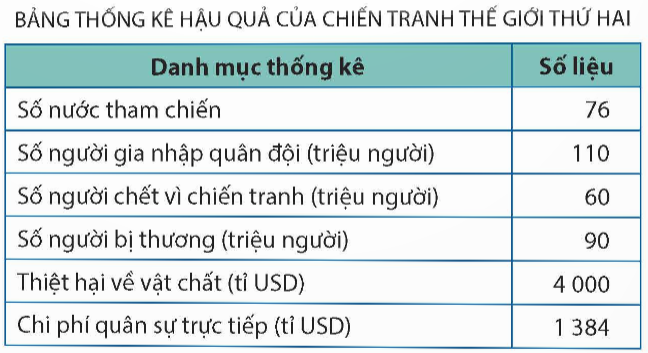 BẢNG THỐNG KÊ HẬU QUẢ CỦA CHIẾN TRANH THẾ GIỚI THỨ HAI
Danh mục thống kê Số liệu
Số nước tham chiến 76
Số người gia nhập quân đội (triệu người) 110
Số người chết vì chiến tranh (triệu người) 60
Số người bị thương (triệu người) 90
Thiệt hại về vật chất (tỉ USD) 4 000
Chi phí quân sự trực tiếp (tỉ USD) 1 384